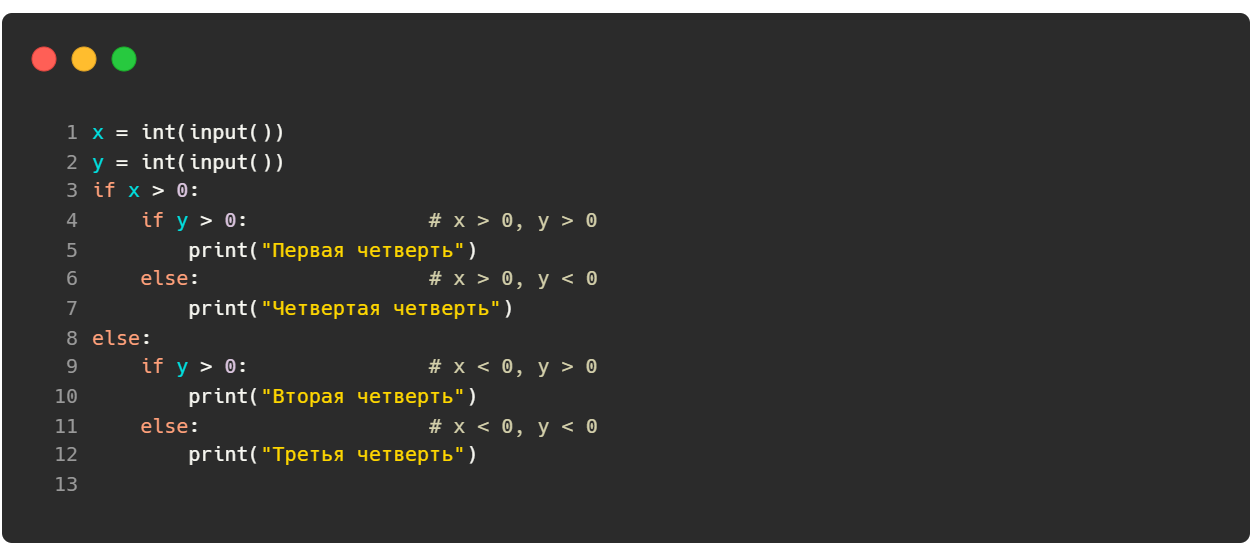 1 x = int(input())
2 y = int(input())
3 if x > 0:
4     if y > 0:               # x > 0, y > 0
5         print("Первая четверть")
6     else:                   # x > 0, y < 0
7         print("Четвертая четверть")
8 else:
9     if y > 0:               # x < 0, y > 0
10         print("Вторая четверть")
11     else:                   # x < 0, y < 0
12         print("Третья четверть")
13